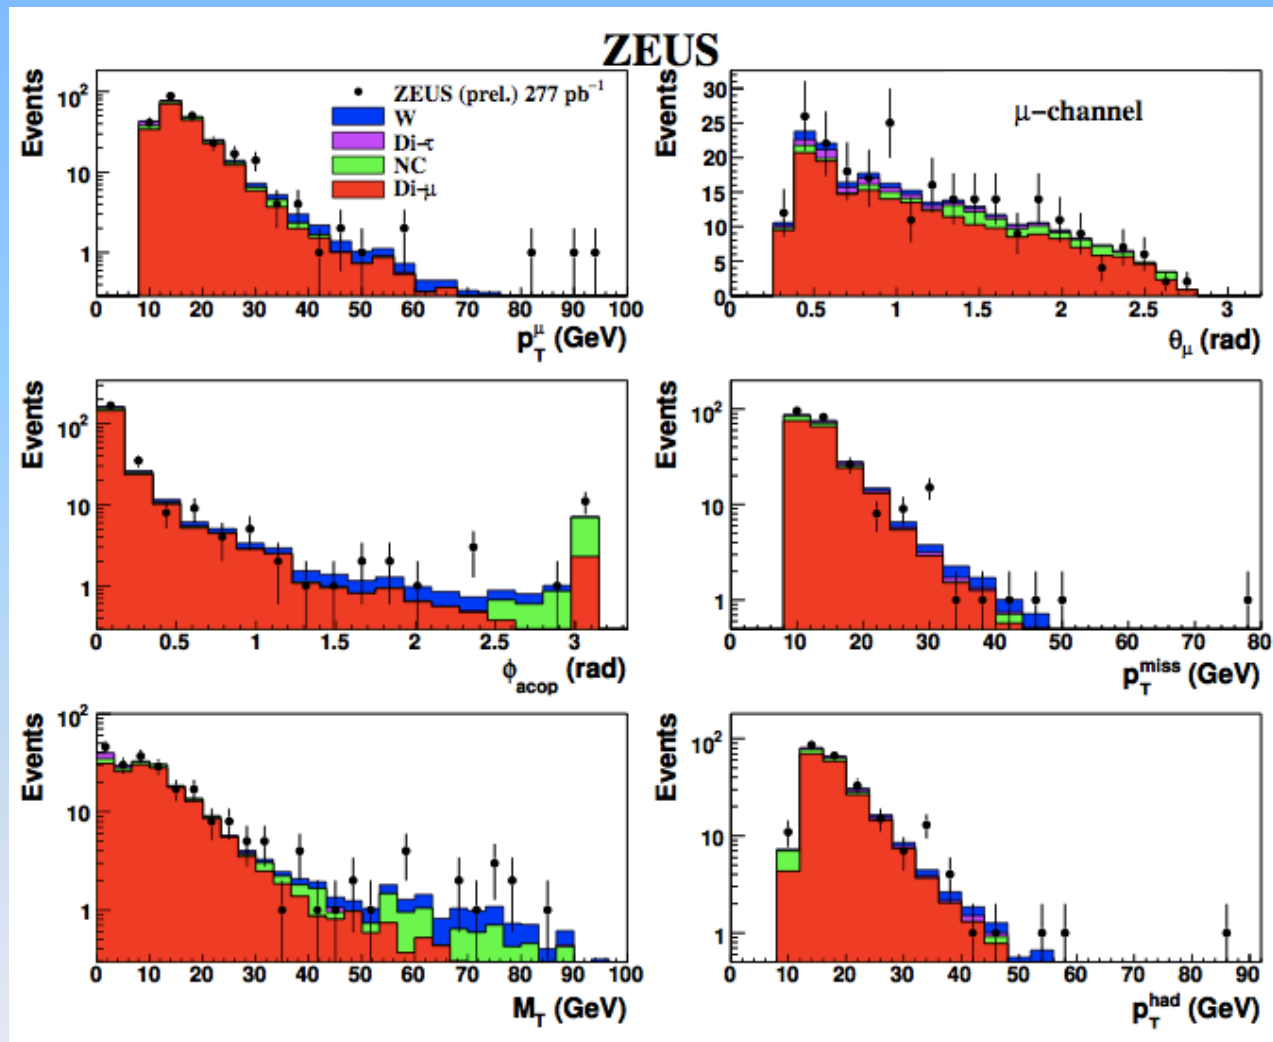 ZEUS
Events
10²
10
1
ZEUS (prel.) 277 pb⁻¹
W
Di-τ
NC
Di-μ
0 10 20 30 40 50 60 70 80 90 100
p_T^μ (GeV)
Events
30
25
20
15
10
5
0
μ-channel
0.5 1 1.5 2 2.5 3
θ_μ (rad)
Events
10²
10
1
0 0.5 1 1.5 2 2.5 3
ϕ_acop (rad)
Events
10²
10
1
0 10 20 30 40 50 60 70 80
p_T^miss (GeV)
Events
10²
10
1
0 10 20 30 40 50 60 70 80 90 100
M_T (GeV)
Events
10²
10
1
0 10 20 30 40 50 60 70 80 90
p_T^had (GeV)